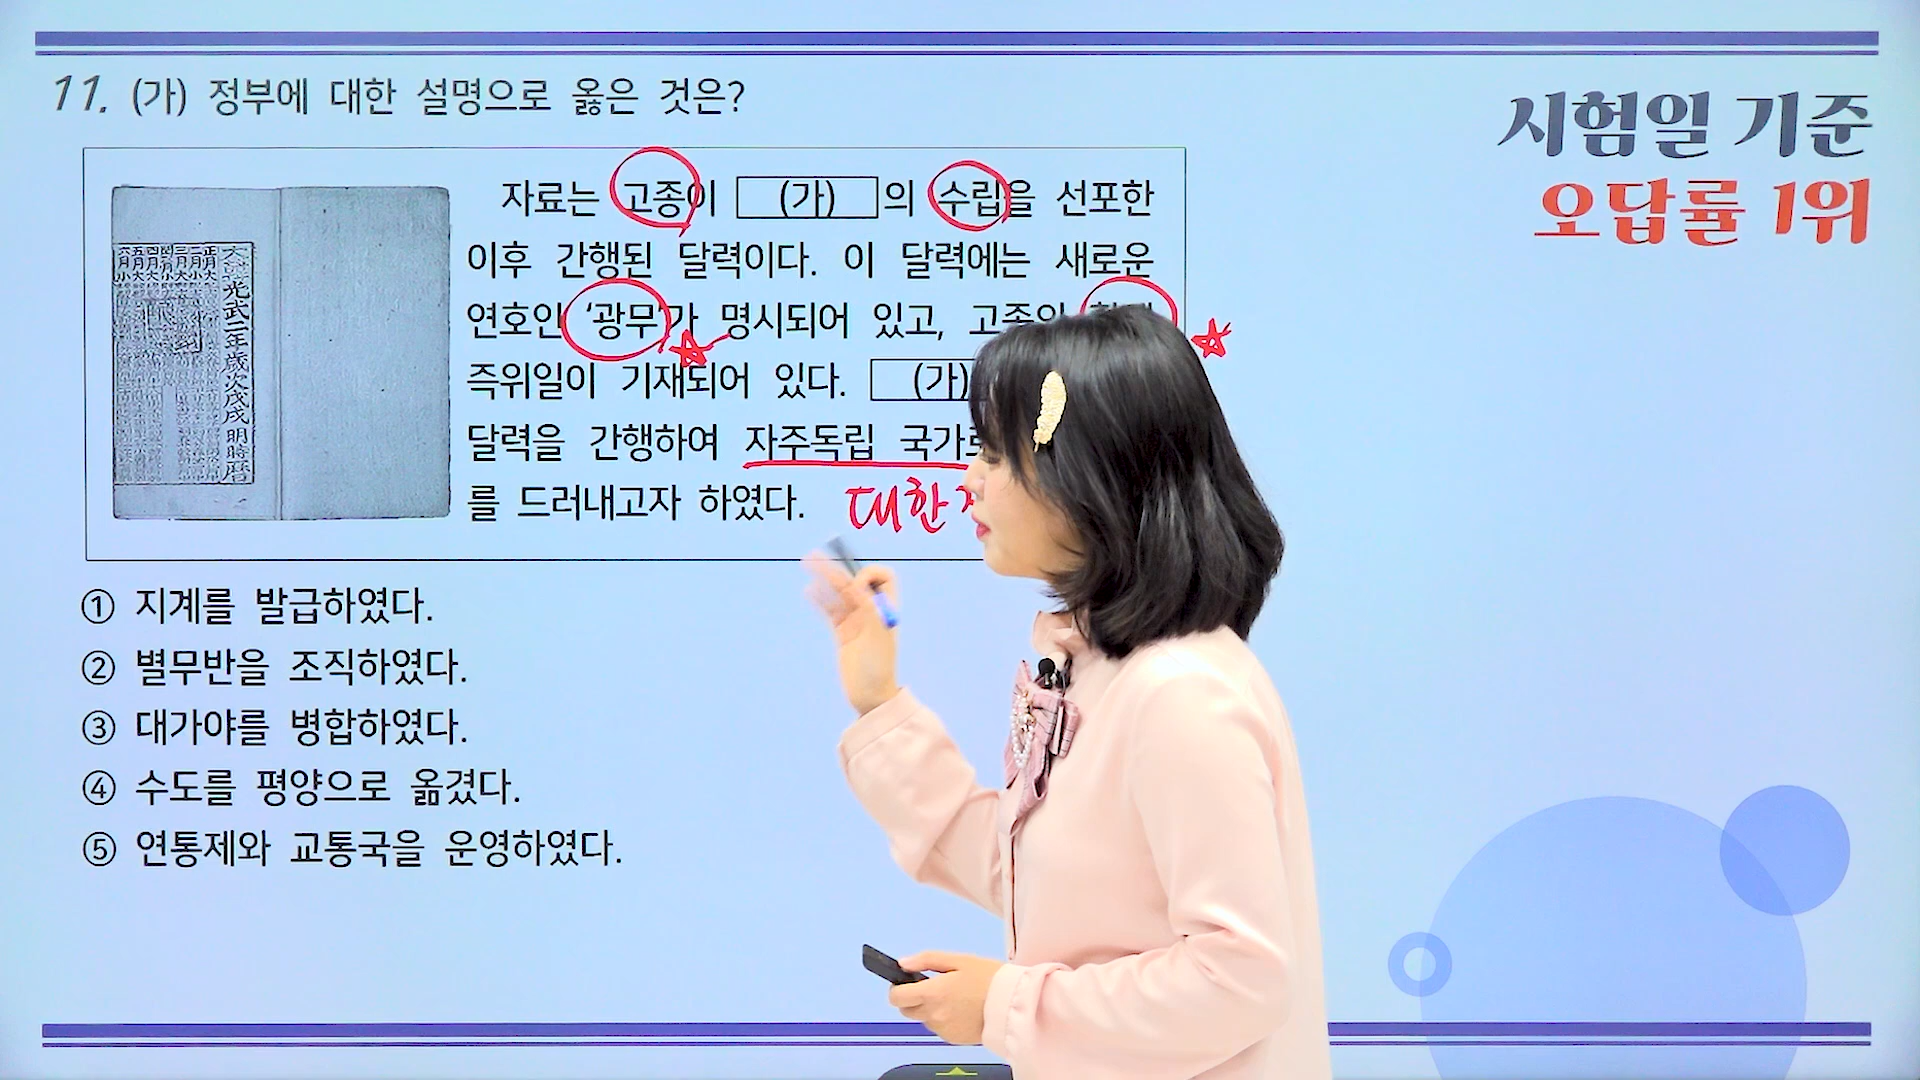 11. (가) 정부에 대한 설명으로 옳은 것은?
시험일 기준
오답률 1위
자료는 고종이 (가) 의 수립을 선포한
이후 간행된 달력이다. 이 달력에는 새로운
연호인 '광무'가 명시되어 있고, 고종의
즉위일이 기재되어 있다. (가)
달력을 간행하여 자주독립 국가로
를 드러내고자 하였다. 대한
大 光武二年歲次戊戌明時曆
① 지계를 발급하였다.
② 별무반을 조직하였다.
③ 대가야를 병합하였다.
④ 수도를 평양으로 옮겼다.
⑤ 연통제와 교통국을 운영하였다.